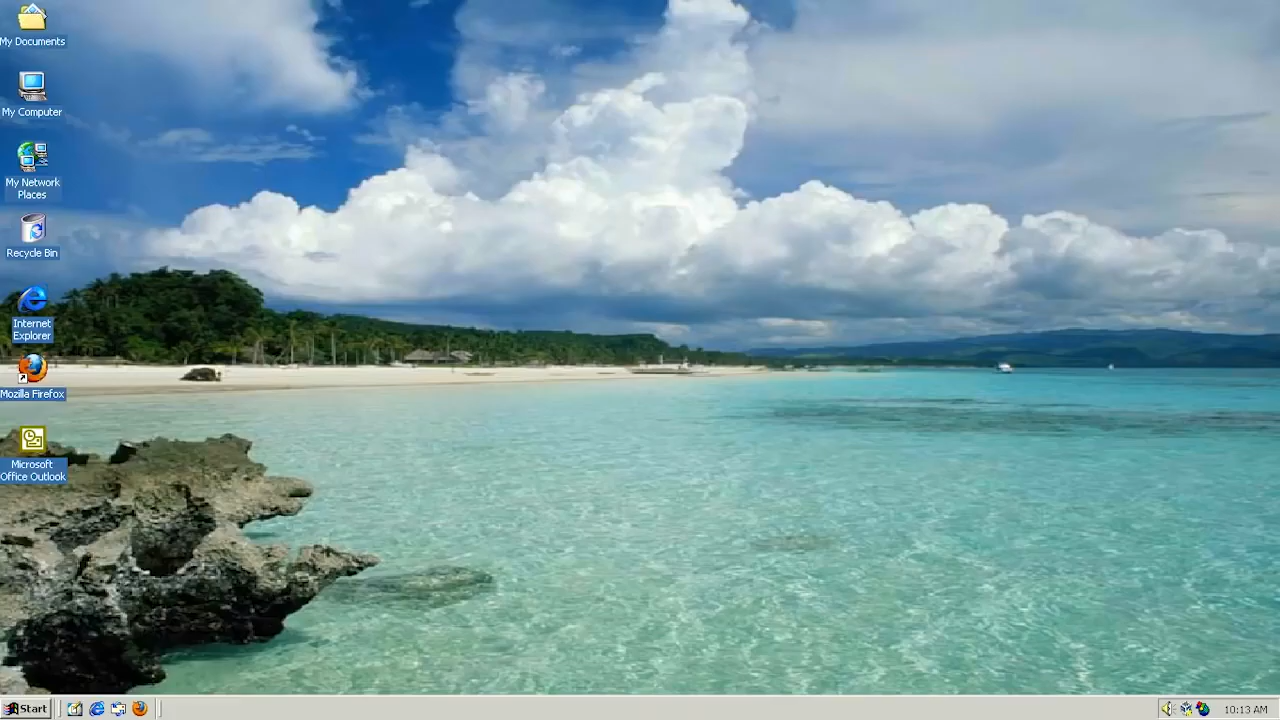 My Documents
My Computer
My Network
Places
Recycle Bin
Internet
Explorer
Mozilla Firefox
Microsoft
Office Outlook
Start
10:13 AM